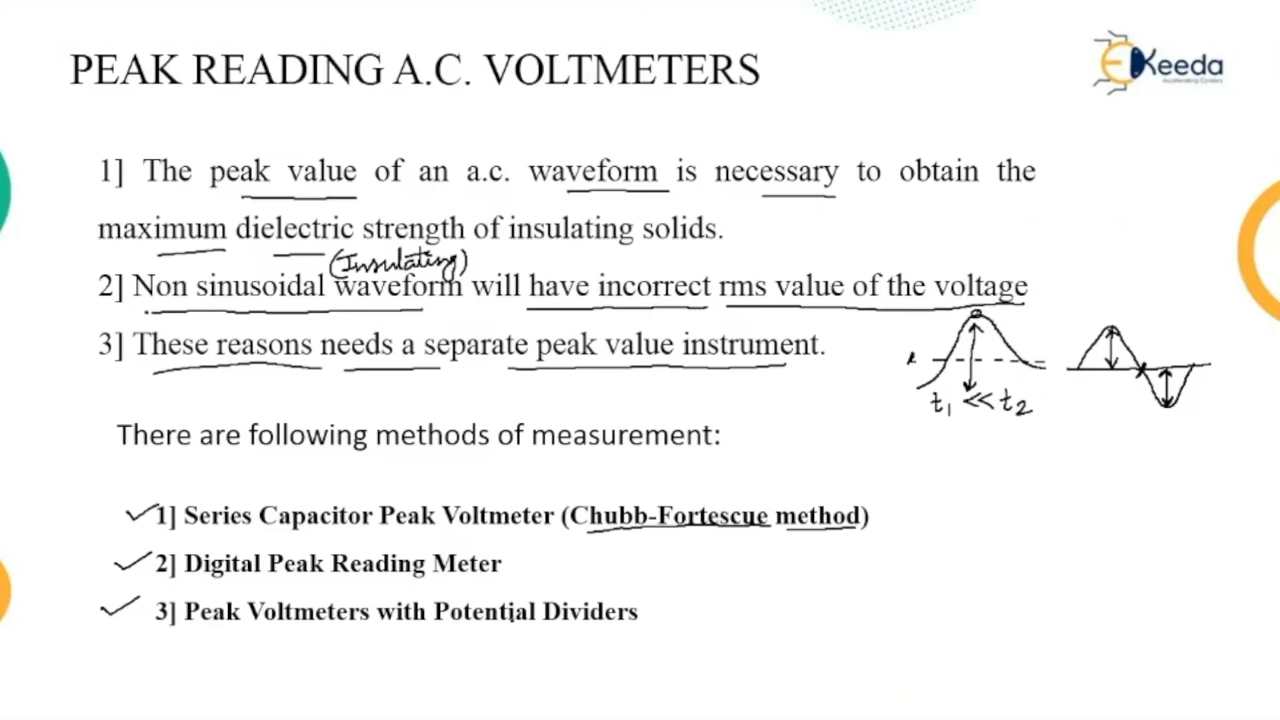 PEAK READING A.C. VOLTMETERS
EKeeda
1] The peak value of an a.c. waveform is necessary to obtain the
maximum dielectric strength of insulating solids.
(Insulating)
2] Non sinusoidal waveform will have incorrect rms value of the voltage
3] These reasons needs a separate peak value instrument.
t1 << t2
There are following methods of measurement:
1] Series Capacitor Peak Voltmeter (Chubb-Fortescue method)
2] Digital Peak Reading Meter
3] Peak Voltmeters with Potential Dividers